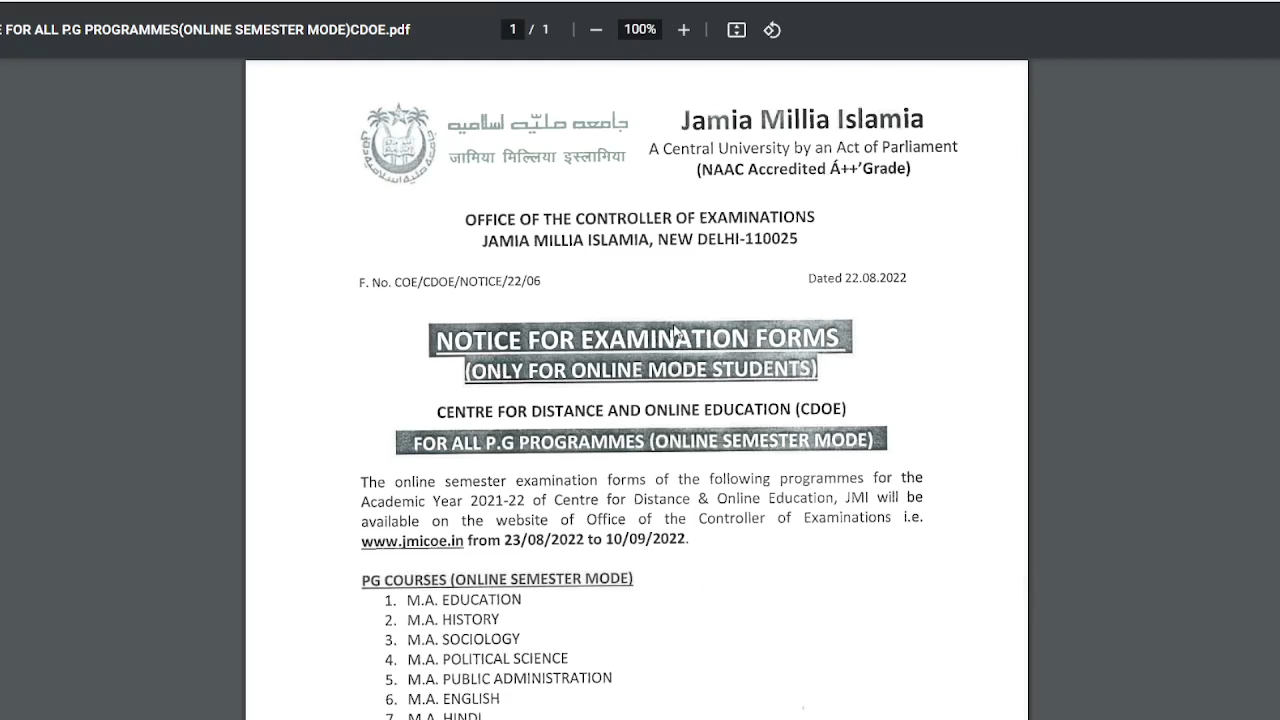 E FOR ALL P.G PROGRAMMES(ONLINE SEMESTER MODE)CDOE.pdf
1 / 1
100%
جامعہ ملیّہ اسلامیہ
जामिया मिल्लिया इस्लामिया
Jamia Millia Islamia
A Central University by an Act of Parliament
(NAAC Accredited Á++'Grade)
OFFICE OF THE CONTROLLER OF EXAMINATIONS
JAMIA MILLIA ISLAMIA, NEW DELHI-110025
F. No. COE/CDOE/NOTICE/22/06
Dated 22.08.2022
NOTICE FOR EXAMINATION FORMS
(ONLY FOR ONLINE MODE STUDENTS)
CENTRE FOR DISTANCE AND ONLINE EDUCATION (CDOE)
FOR ALL P.G PROGRAMMES (ONLINE SEMESTER MODE)
The online semester examination forms of the following programmes for the
Academic Year 2021-22 of Centre for Distance & Online Education, JMI will be
available on the website of Office of the Controller of Examinations i.e.
www.jmicoe.in from 23/08/2022 to 10/09/2022.
PG COURSES (ONLINE SEMESTER MODE)
1. M.A. EDUCATION
2. M.A. HISTORY
3. M.A. SOCIOLOGY
4. M.A. POLITICAL SCIENCE
5. M.A. PUBLIC ADMINISTRATION
6. M.A. ENGLISH
7. M.A. HINDI